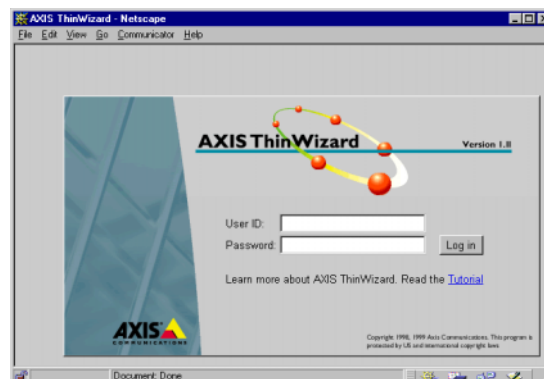 AXIS ThinWizard - Netscape
File Edit View Go Communicator Help
AXIS ThinWizard
Version 1.11
User ID:
Password:
Log in
Learn more about AXIS ThinWizard. Read the Tutorial
AXIS
COMMUNICATIONS
Copyright 1998, 1999 Axis Communications. This program is
protected by US and international copyright laws
Document: Done